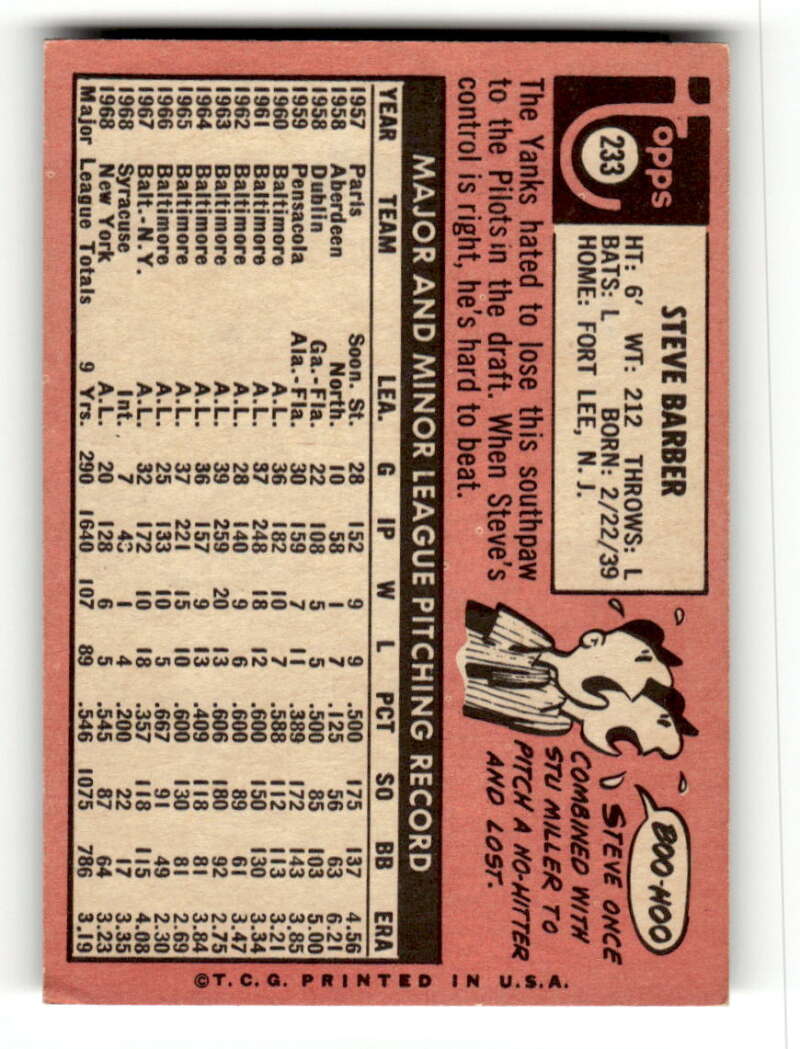 Topps
233
STEVE BARBER
HT: 6' WT: 212 THROWS: L
BATS: L BORN: 2/22/39
HOME: FORT LEE, N. J.
The Yanks hated to lose this southpaw
to the Pilots in the draft. When Steve's
control is right, he's hard to beat.
BOO-HOO
STEVE ONCE
COMBINED WITH
STU MILLER TO
PITCH A NO-HITTER
AND LOST.
MAJOR AND MINOR LEAGUE PITCHING RECORD
YEAR TEAM LEA. G IP W L PCT SO BB ERA
1957 Paris Soon. St. 28 152 9 9 .500 175 137 4.56
1958 Aberdeen North. 10 58 1 7 .125 56 63 6.21
1958 Dublin Ga.-Fla. 22 108 5 5 .500 85 103 5.00
1959 Pensacola Ala.-Fla. 30 159 7 11 .389 172 143 3.85
1960 Baltimore A.L. 36 182 10 7 .588 112 113 3.21
1961 Baltimore A.L. 37 248 18 12 .600 150 130 3.34
1962 Baltimore A.L. 28 140 9 6 .600 89 61 3.47
1963 Baltimore A.L. 39 259 20 13 .606 180 92 2.75
1964 Baltimore A.L. 36 157 9 13 .409 118 81 3.84
1965 Baltimore A.L. 37 221 15 10 .600 130 81 2.69
1966 Baltimore A.L. 25 133 10 5 .667 91 49 2.30
1967 Balt.-N.Y. A.L. 32 172 10 18 .357 118 115 4.08
1968 Syracuse Int. 7 43 1 4 .200 22 17 3.35
1968 New York A.L. 20 128 6 5 .545 87 64 3.23
Major League Totals 9 Yrs. 290 1640 107 89 .546 1075 786 3.19
©T.C.G. PRINTED IN U.S.A.